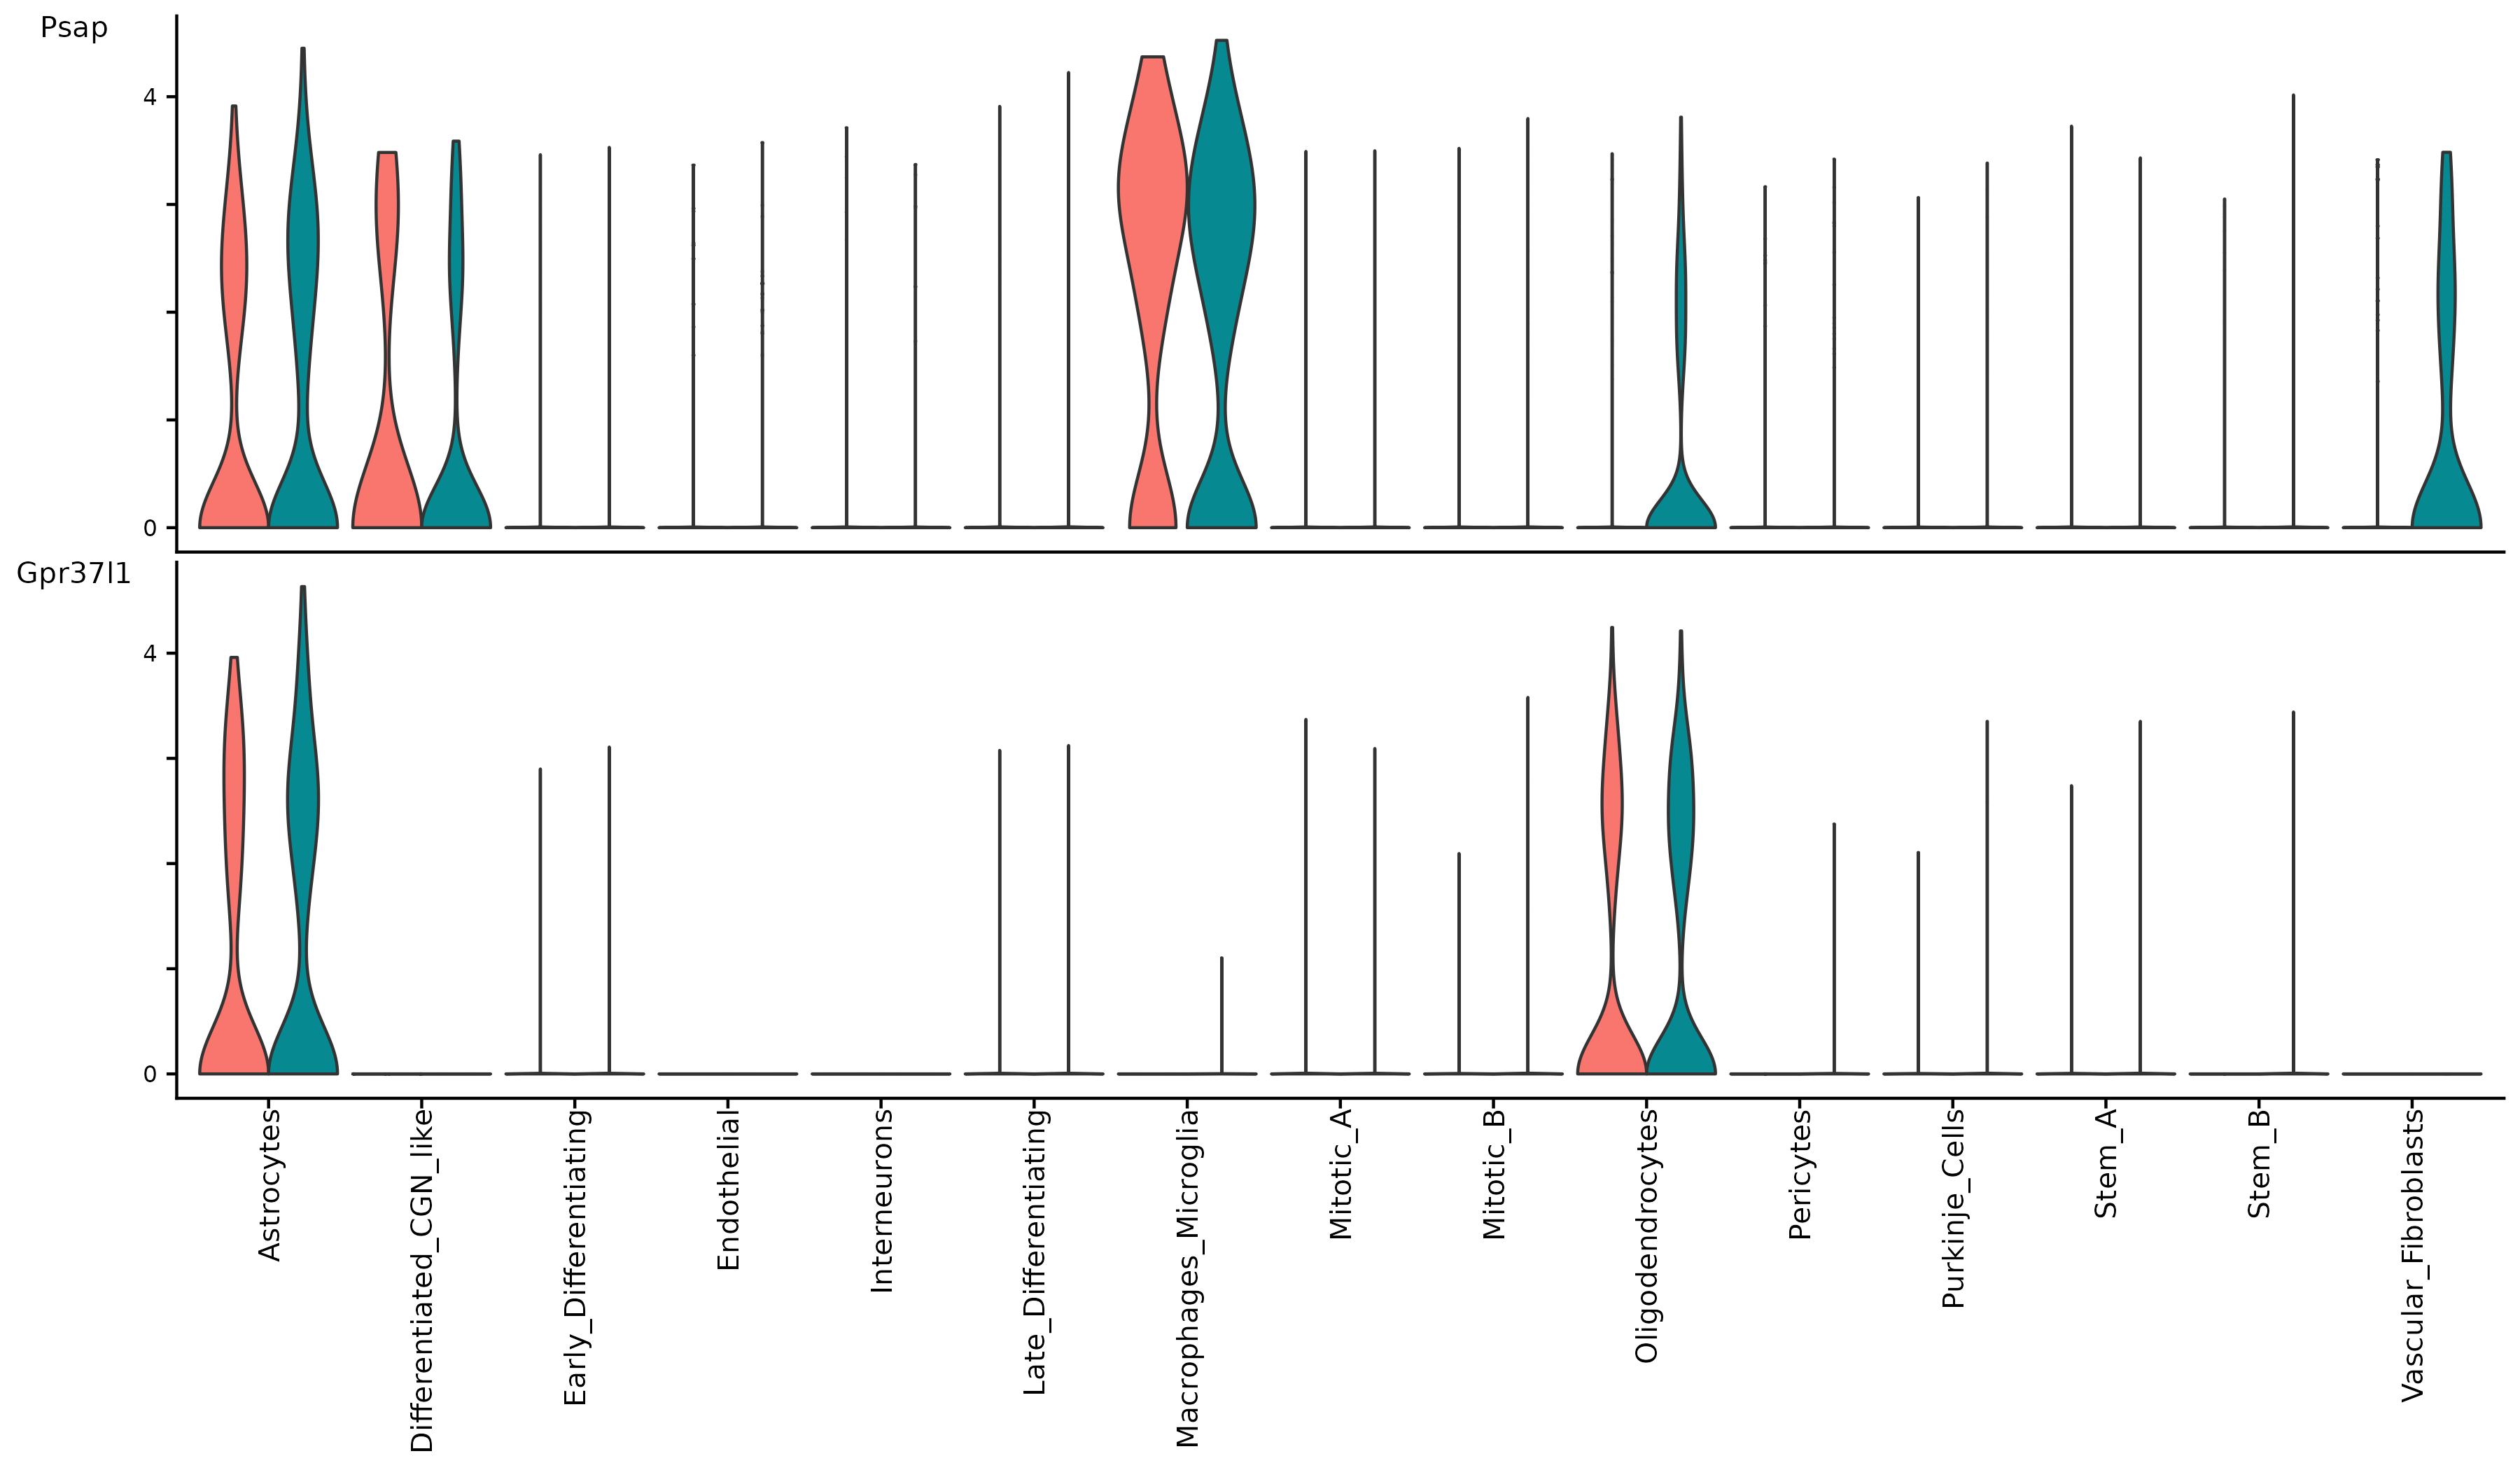 Psap
4
0
Gpr37l1
4
0
Astrocytes
Differentiated_CGN_like
Early_Differentiating
Endothelial
Interneurons
Late_Differentiating
Macrophages_Microglia
Mitotic_A
Mitotic_B
Oligodendrocytes
Pericytes
Purkinje_Cells
Stem_A
Stem_B
Vascular_Fibroblasts